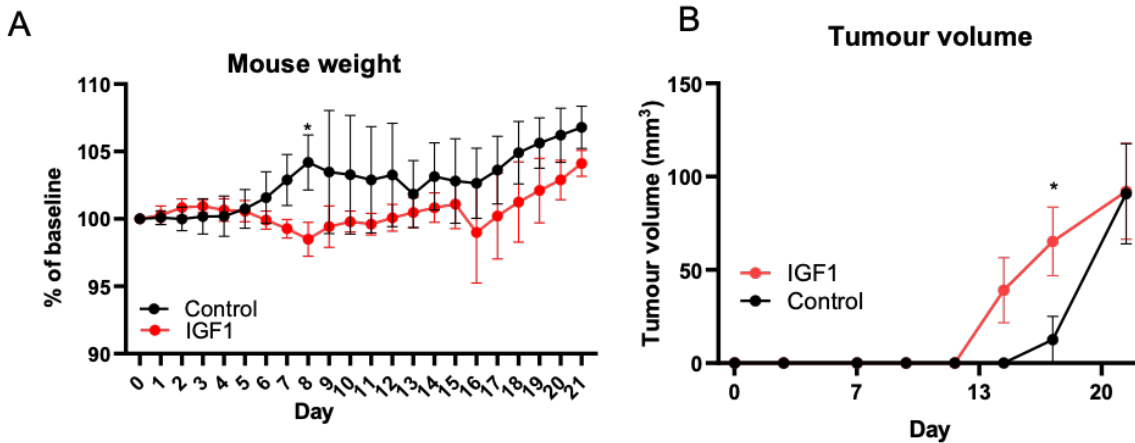 A
Mouse weight
110
105
100
95
90
% of baseline
*
Control
IGF1
0 1 2 3 4 5 6 7 8 9 10 11 12 13 14 15 16 17 18 19 20 21
Day
B
Tumour volume
150
100
50
0
Tumour volume (mm³)
*
IGF1
Control
0 7 13 20
Day